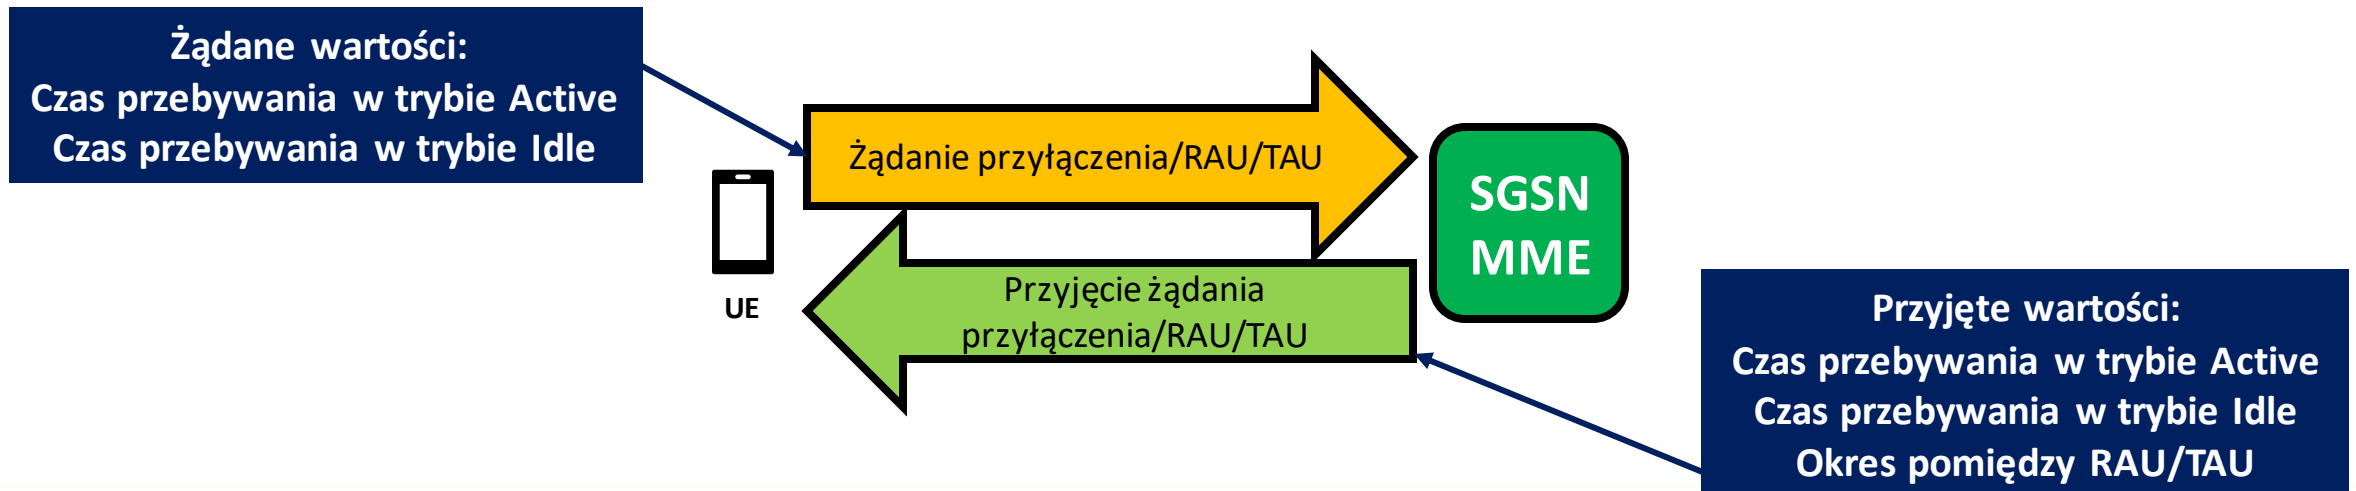 Żądane wartości:
Czas przebywania w trybie Active
Czas przebywania w trybie Idle
Żądanie przyłączenia/RAU/TAU
SGSN
MME
UE
Przyjęcie żądania
przyłączenia/RAU/TAU
Przyjęte wartości:
Czas przebywania w trybie Active
Czas przebywania w trybie Idle
Okres pomiędzy RAU/TAU